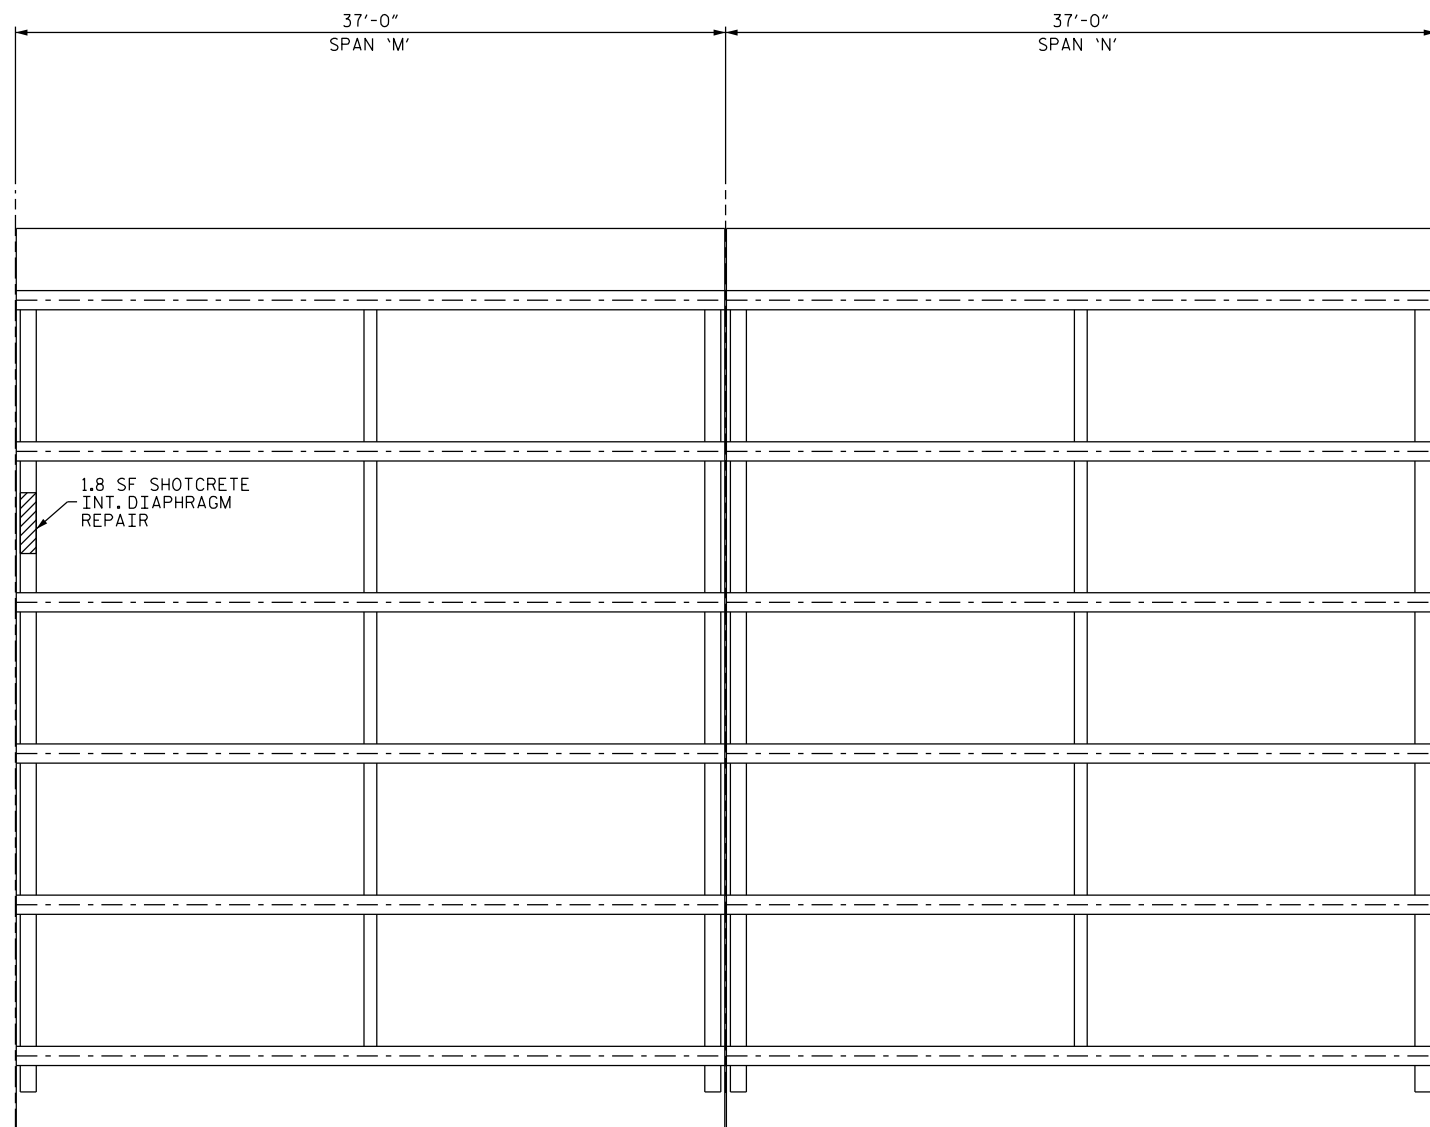 37'-0"
SPAN 'M'
37'-0"
SPAN 'N'
1.8 SF SHOTCRETE
INT. DIAPHRAGM
REPAIR